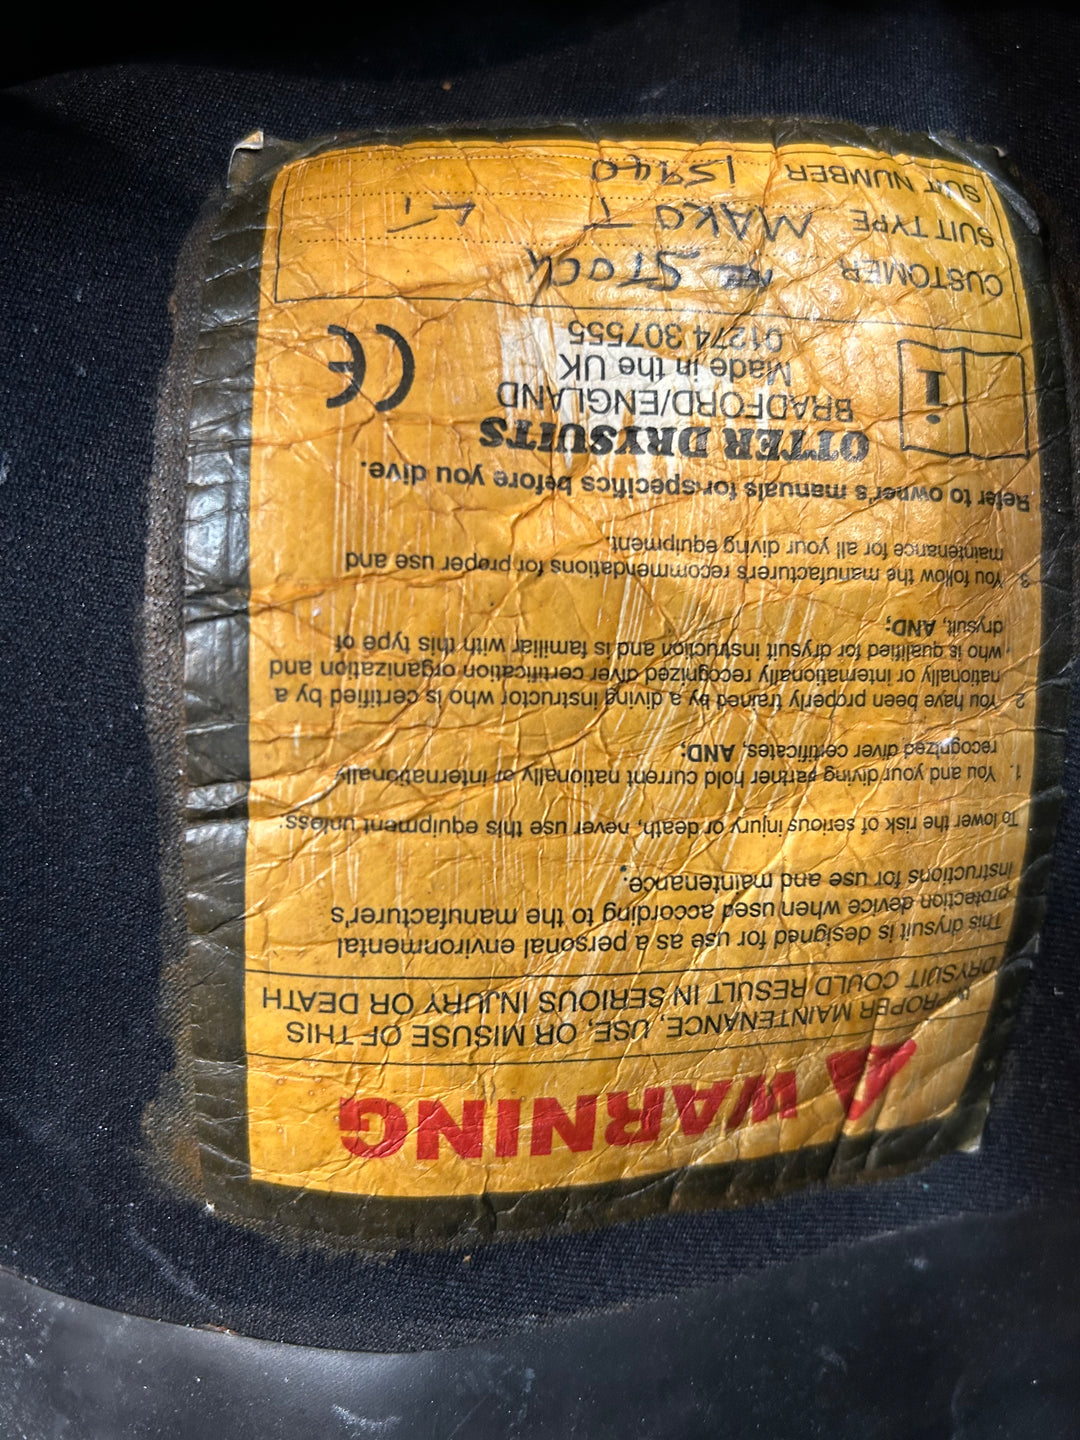 WARNING
IMPROPER MAINTENANCE, USE, OR MISUSE OF THIS
DRYSUIT COULD RESULT IN SERIOUS INJURY OR DEATH
This drysuit is designed for use as a personal environmental
protection device when used according to the manufacturer's
instructions for use and maintenance.
To lower the risk of serious injury or death, never use this equipment unless:
1. You and your diving partner hold current nationally or internationally
recognized diver certificates, AND;
2 You have been properly trained by a diving instructor who is certified by a
nationally or internationally recognized diver certification organization and
who is qualified for drysuit instruction and is familiar with this type of
drysuit, AND;
3. You follow the manufacturers recommendations for proper use and
maintenance for all your diving equipment.
Refer to owner's manuals for specifics before you dive.
OTTER DRYSUITS
BRADFORD/ENGLAND
Made in the UK
01274 307555
i
CE
CUSTOMER STOCK
SUIT TYPE MAKO T
SUIT NUMBER 15940